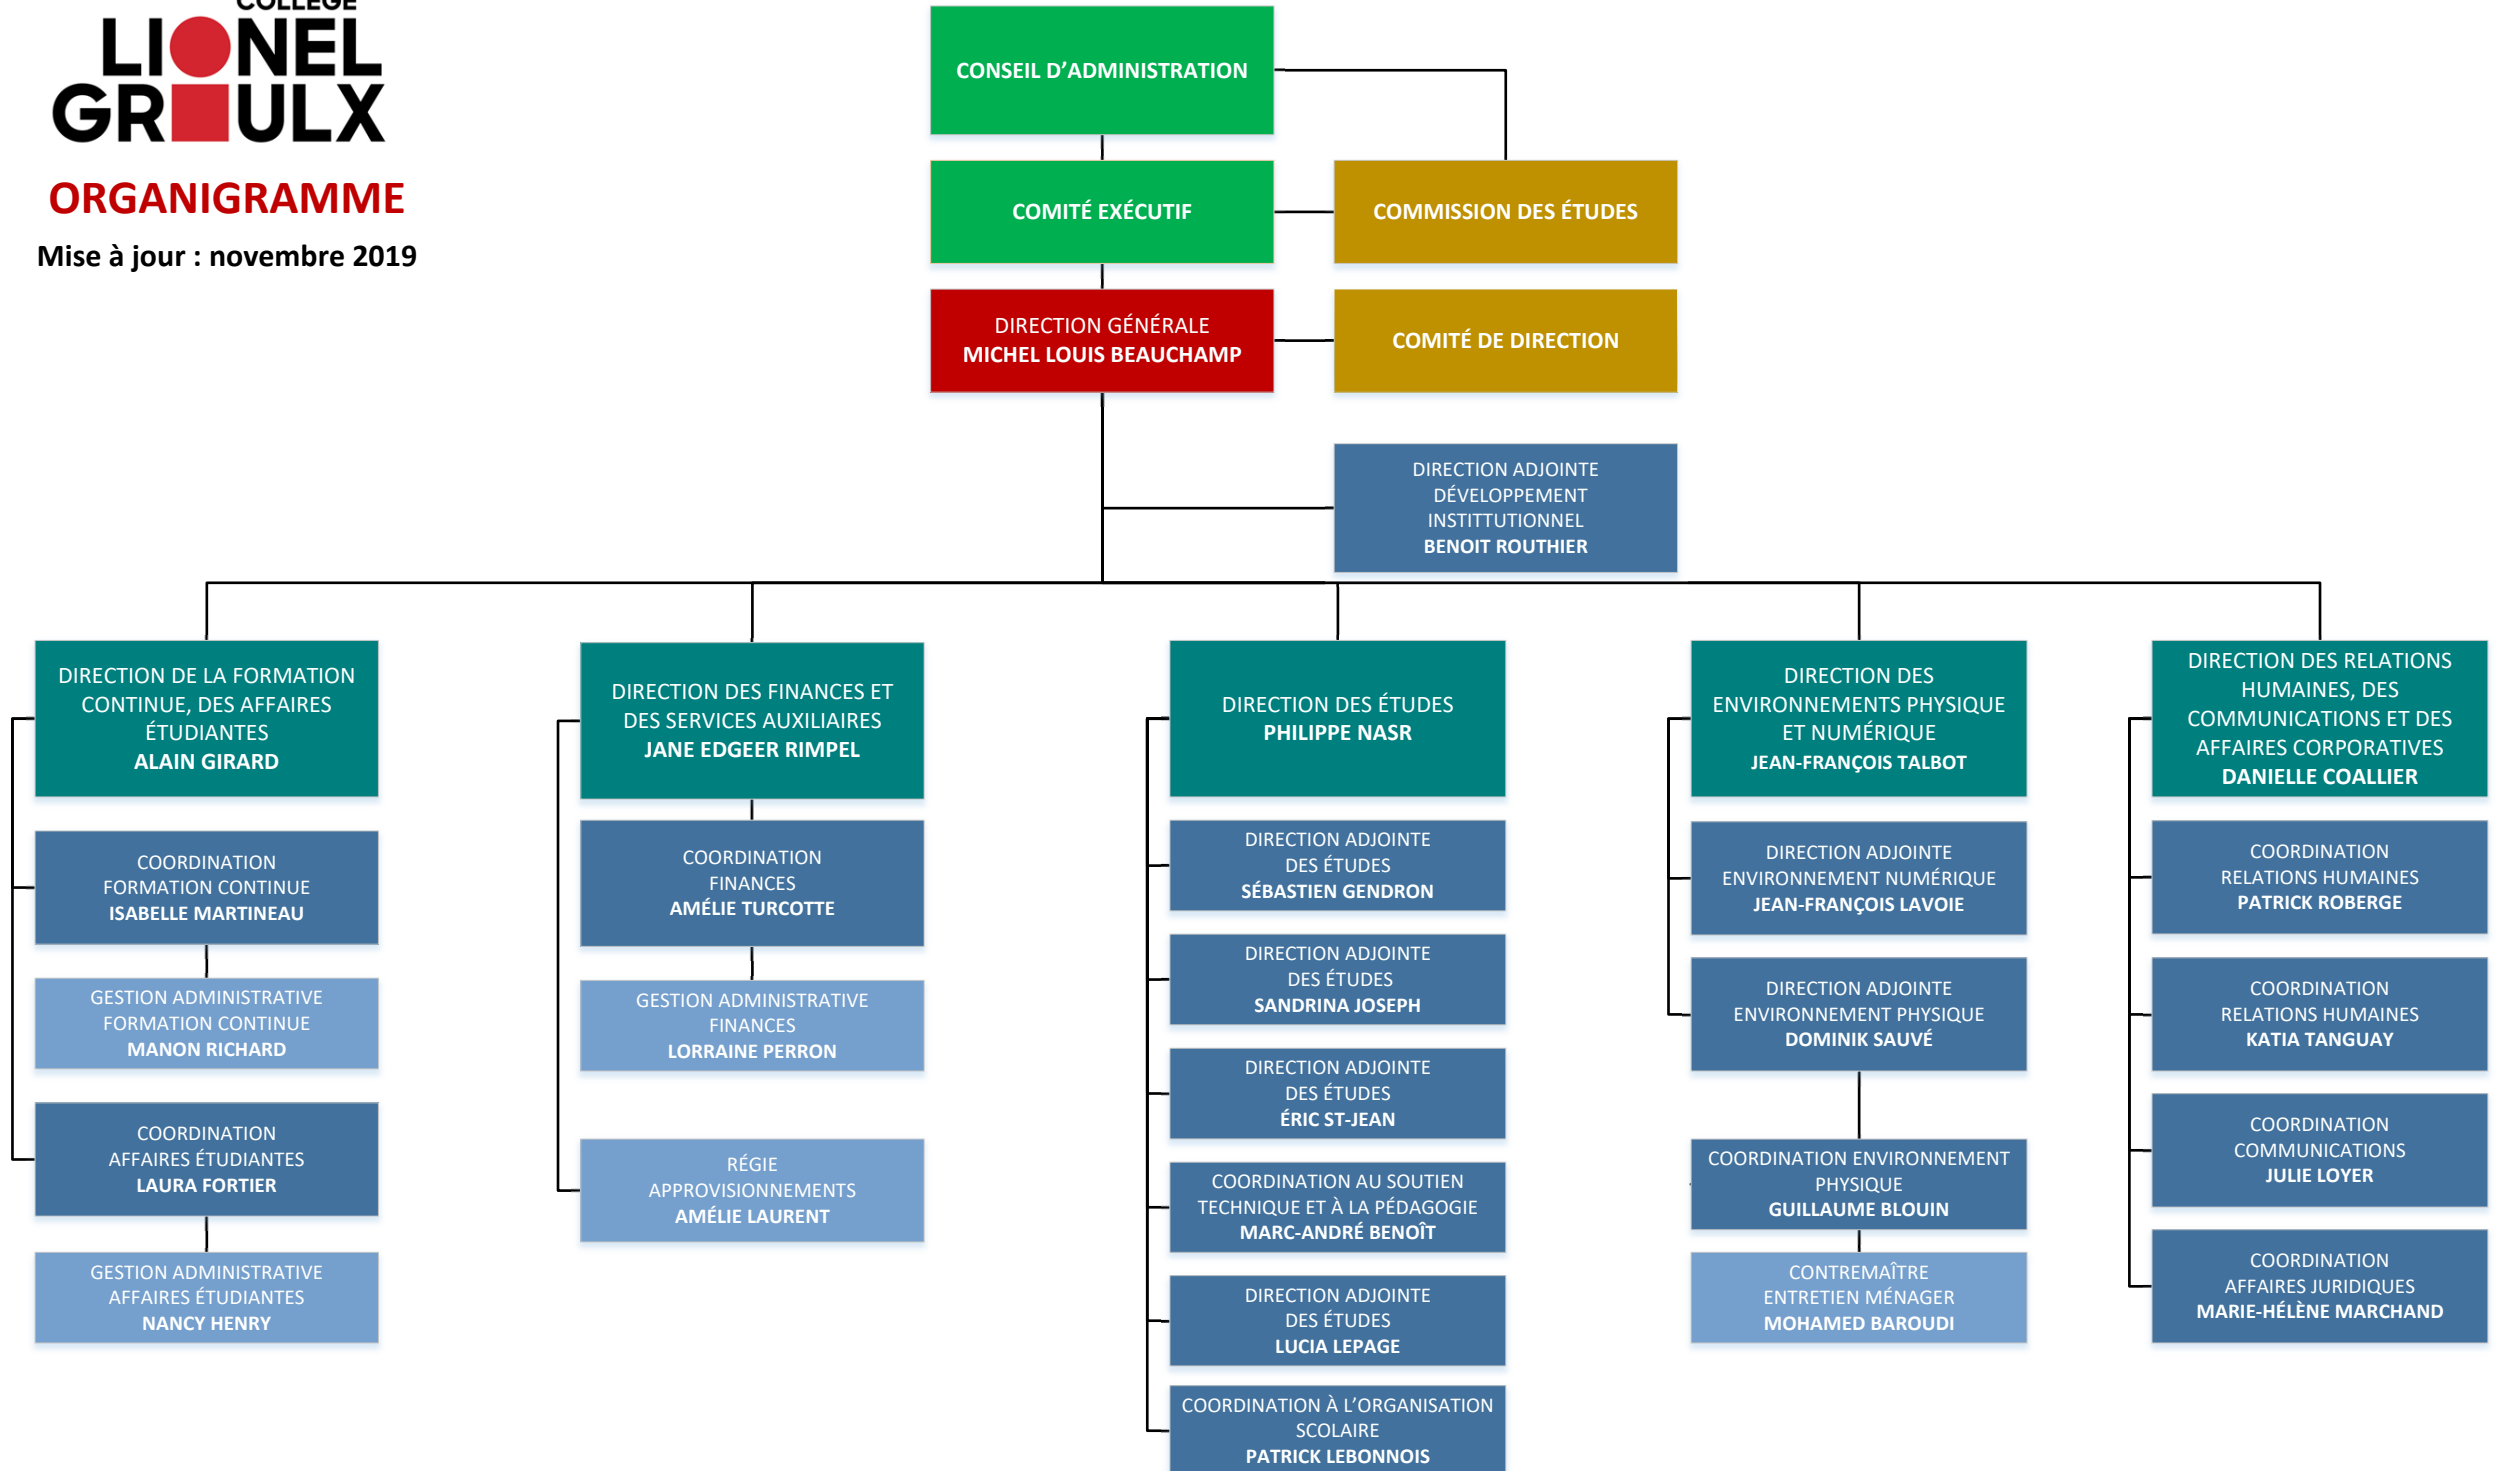 COLLÈGE
LIONEL
GROULX
ORGANIGRAMME
Mise à jour : novembre 2019
CONSEIL D’ADMINISTRATION
COMITÉ EXÉCUTIF
COMMISSION DES ÉTUDES
DIRECTION GÉNÉRALE
MICHEL LOUIS BEAUCHAMP
COMITÉ DE DIRECTION
DIRECTION ADJOINTE
DÉVELOPPEMENT
INSTITTUTIONNEL
BENOIT ROUTHIER
DIRECTION DE LA FORMATION
CONTINUE, DES AFFAIRES
ÉTUDIANTES
ALAIN GIRARD
COORDINATION
FORMATION CONTINUE
ISABELLE MARTINEAU
GESTION ADMINISTRATIVE
FORMATION CONTINUE
MANON RICHARD
COORDINATION
AFFAIRES ÉTUDIANTES
LAURA FORTIER
GESTION ADMINISTRATIVE
AFFAIRES ÉTUDIANTES
NANCY HENRY
DIRECTION DES FINANCES ET
DES SERVICES AUXILIAIRES
JANE EDGEER RIMPEL
COORDINATION
FINANCES
AMÉLIE TURCOTTE
GESTION ADMINISTRATIVE
FINANCES
LORRAINE PERRON
RÉGIE
APPROVISIONNEMENTS
AMÉLIE LAURENT
DIRECTION DES ÉTUDES
PHILIPPE NASR
DIRECTION ADJOINTE
DES ÉTUDES
SÉBASTIEN GENDRON
DIRECTION ADJOINTE
DES ÉTUDES
SANDRINA JOSEPH
DIRECTION ADJOINTE
DES ÉTUDES
ÉRIC ST-JEAN
COORDINATION AU SOUTIEN
TECHNIQUE ET À LA PÉDAGOGIE
MARC-ANDRÉ BENOÎT
DIRECTION ADJOINTE
DES ÉTUDES
LUCIA LEPAGE
COORDINATION À L’ORGANISATION
SCOLAIRE
PATRICK LEBONNOIS
DIRECTION DES
ENVIRONNEMENTS PHYSIQUE
ET NUMÉRIQUE
JEAN-FRANÇOIS TALBOT
DIRECTION ADJOINTE
ENVIRONNEMENT NUMÉRIQUE
JEAN-FRANÇOIS LAVOIE
DIRECTION ADJOINTE
ENVIRONNEMENT PHYSIQUE
DOMINIK SAUVÉ
COORDINATION ENVIRONNEMENT
PHYSIQUE
GUILLAUME BLOUIN
CONTREMAÎTRE
ENTRETIEN MÉNAGER
MOHAMED BAROUDI
DIRECTION DES RELATIONS
HUMAINES, DES
COMMUNICATIONS ET DES
AFFAIRES CORPORATIVES
DANIELLE COALLIER
COORDINATION
RELATIONS HUMAINES
PATRICK ROBERGE
COORDINATION
RELATIONS HUMAINES
KATIA TANGUAY
COORDINATION
COMMUNICATIONS
JULIE LOYER
COORDINATION
AFFAIRES JURIDIQUES
MARIE-HÉLÈNE MARCHAND